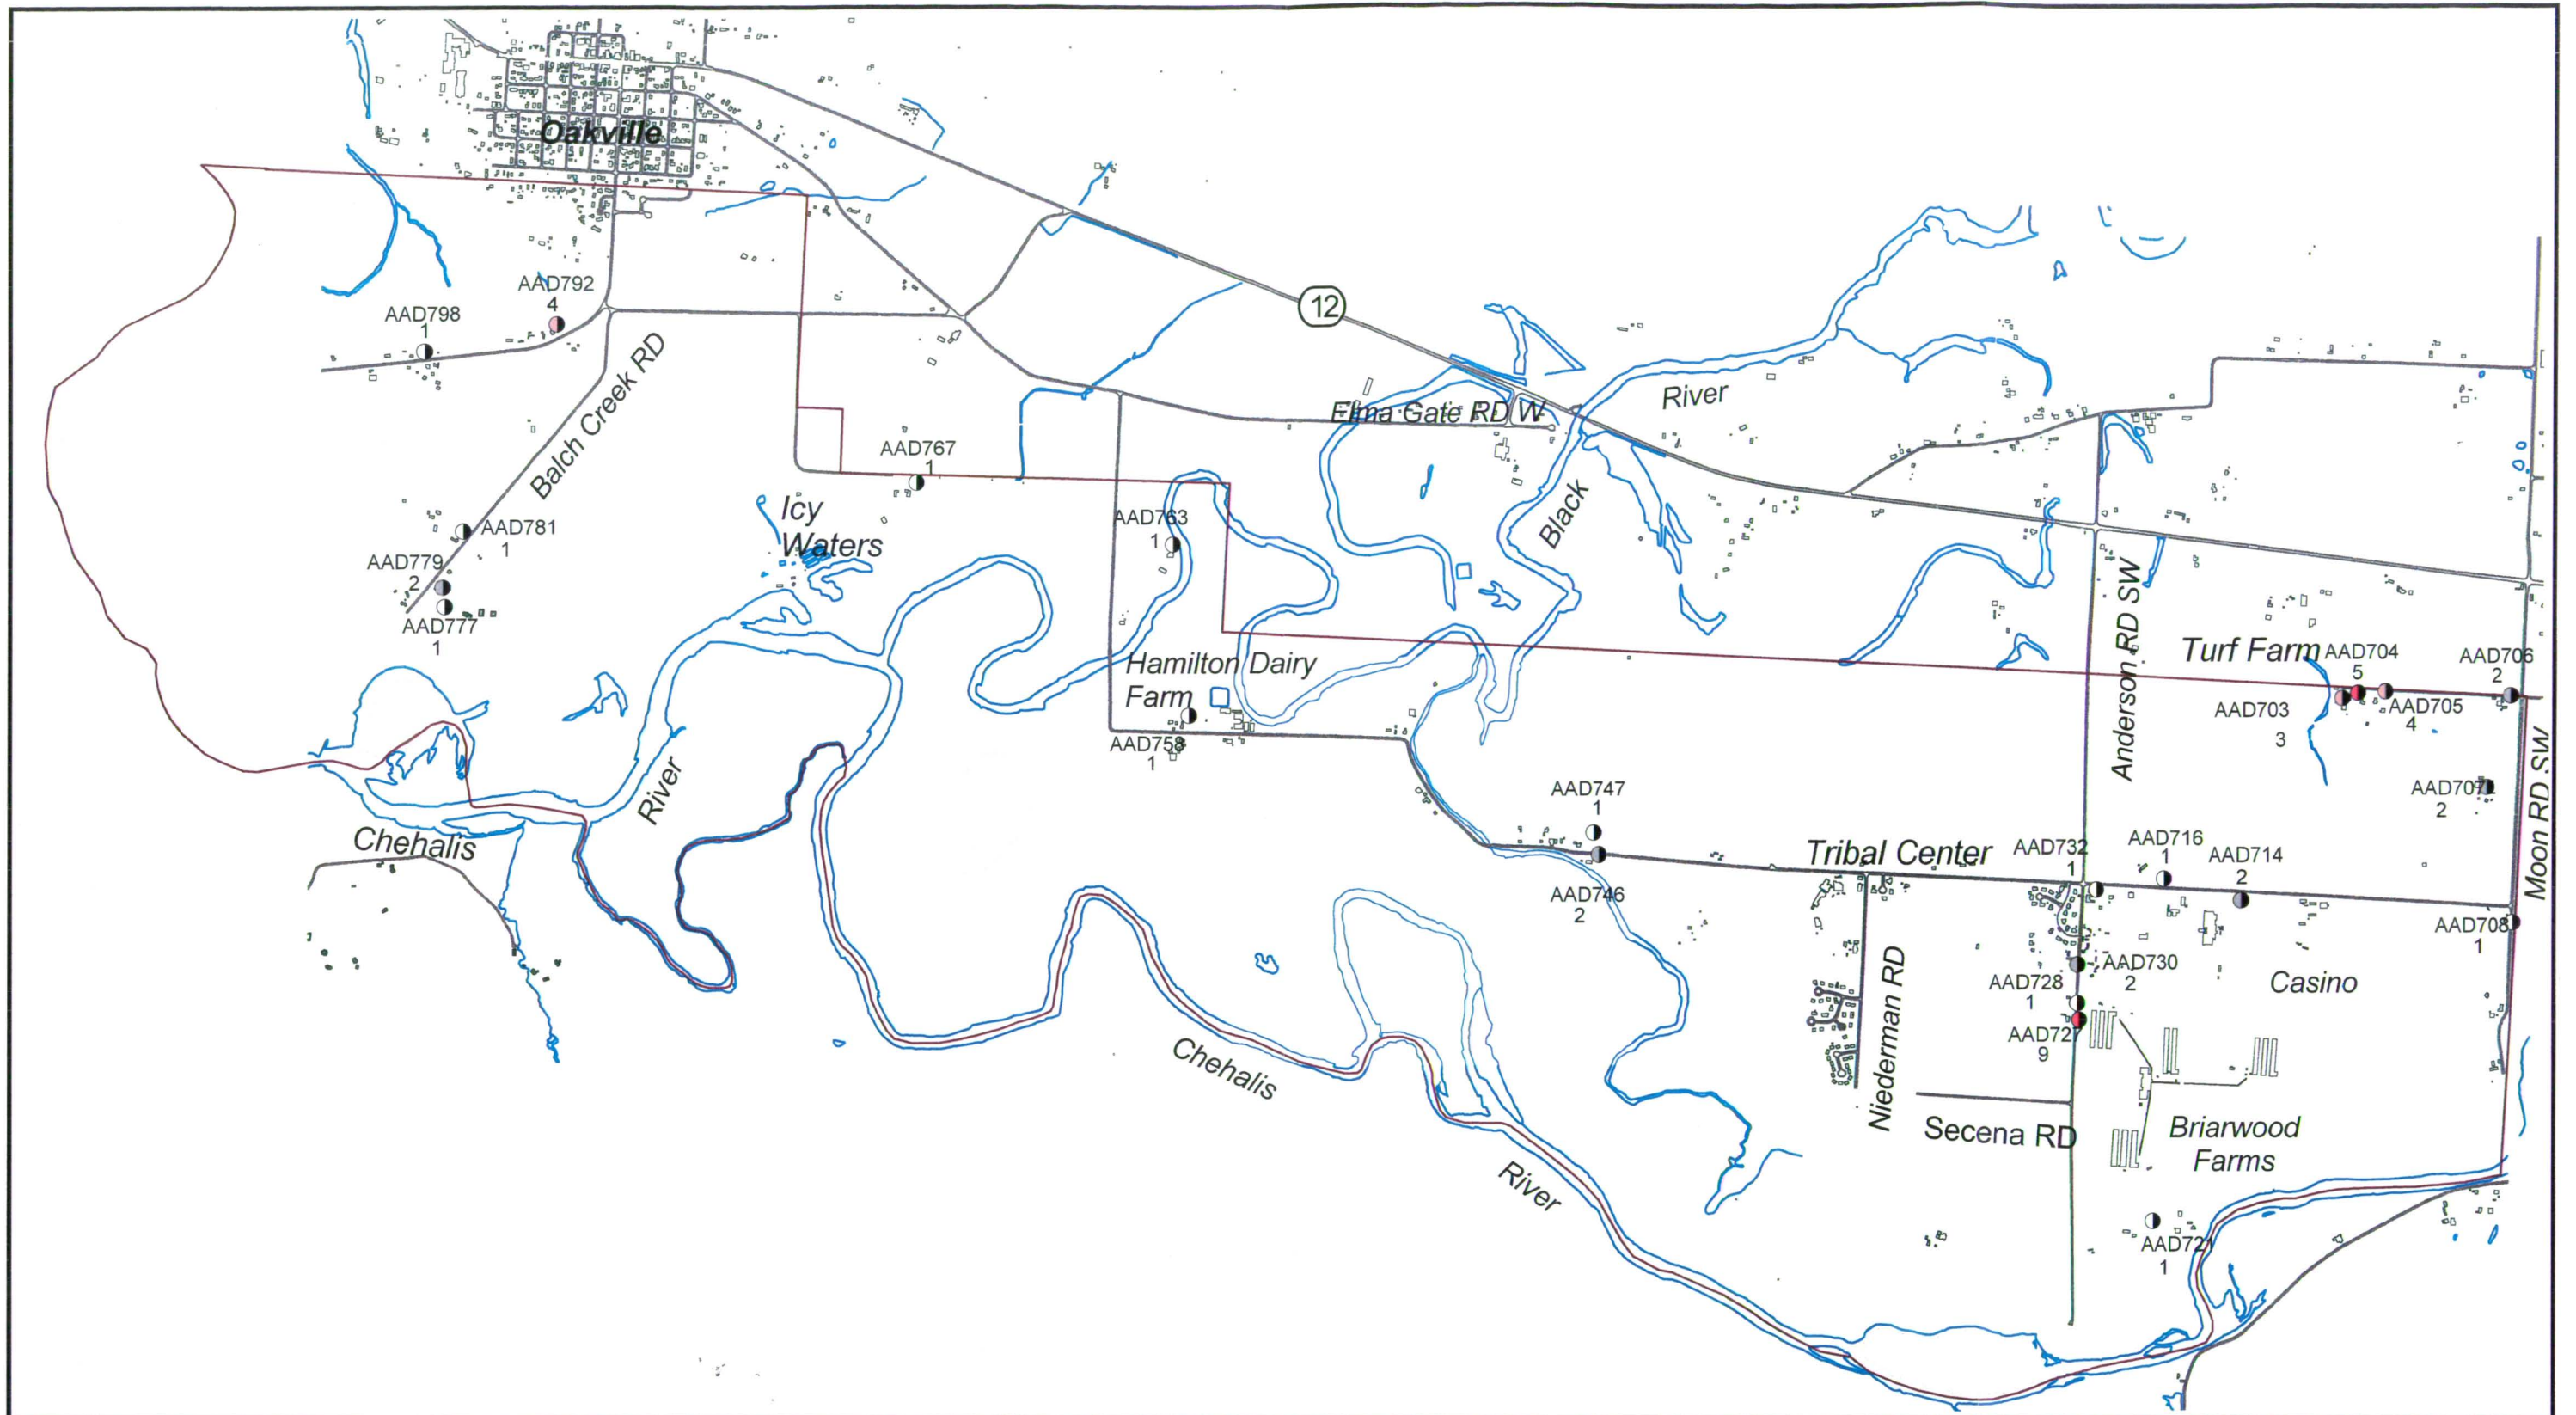 Oakville
AAD792
4
AAD798
1
12
Balch Creek RD
River
Elma Gate RD W
AAD767
1
Icy
Waters
AAD763
1
Black
AAD781
1
AAD779
2
AAD777
1
Anderson RD SW
Hamilton Dairy
Farm
AAD758
1
Turf Farm
AAD704
5
AAD706
2
AAD703
3
AAD705
4
Moon RD SW
River
Chehalis
AAD747
1
AAD707
2
AAD746
2
Tribal Center
AAD732
1
AAD716
1
AAD714
2
AAD708
1
AAD730
2
AAD728
1
Casino
AAD727
9
Niederman RD
Chehalis
River
Secena RD
Briarwood
Farms
AAD721
1